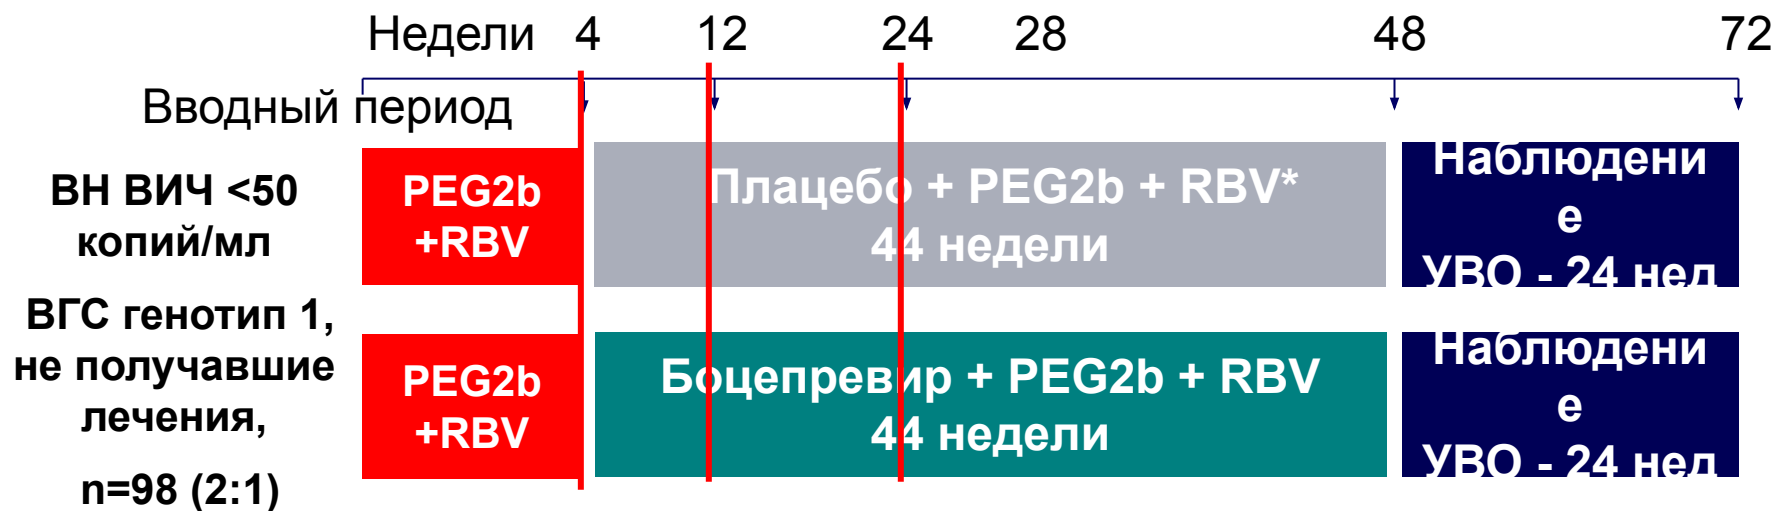 Недели 4 12 24 28 48 72
Вводный период
ВН ВИЧ <50
копий/мл
PEG2b
+RBV
Плацебо + PEG2b + RBV*
44 недели
Наблюдени
е
УВО - 24 нед
ВГС генотип 1,
не получавшие
лечения,
n=98 (2:1)
PEG2b
+RBV
Боцепревир + PEG2b + RBV
44 недели
Наблюдени
е
УВО - 24 нед